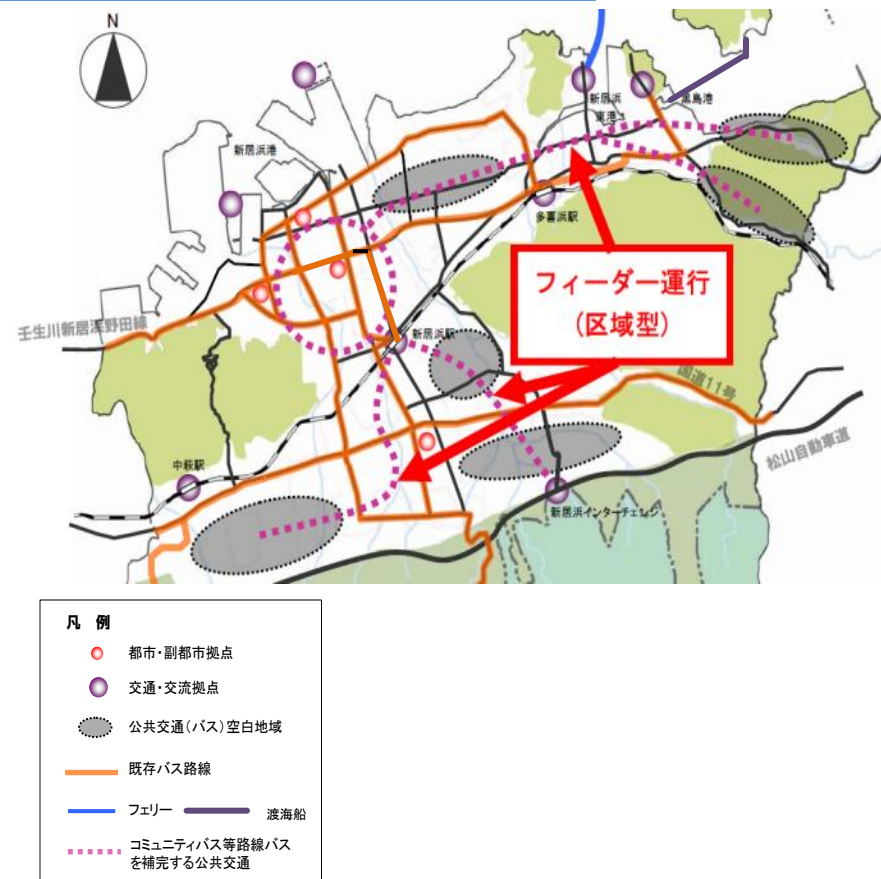 N
新居浜
東港
黒島港
新居浜港
多喜浜駅
フィーダー運行
(区域型)
壬生川新居浜野田線
新居浜駅
国道11号
松山自動車道
中萩駅
新居浜インターチェンジ
凡 例
都市・副都市拠点
交通・交流拠点
公共交通(バス)空白地域
既存バス路線
フェリー 渡海船
コミュニティバス等路線バス
を補完する公共交通